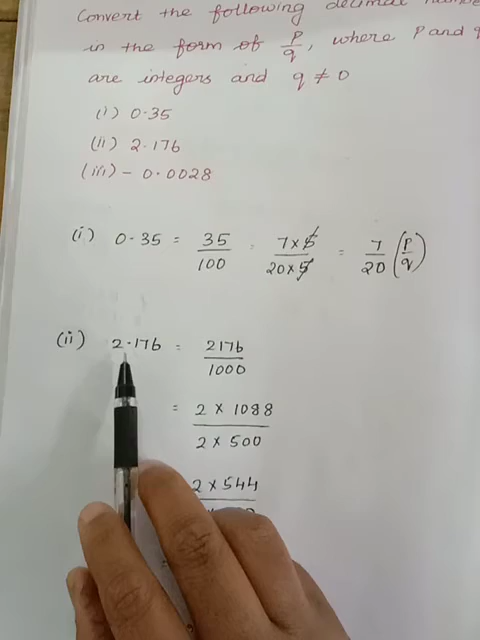 Convert the following decimal
in the form of p/q, where p and q
are integers and q ≠ 0
(i) 0.35
(ii) 2.176
(iii) - 0.0028
(i) 0.35 = 35/100 = 7×5/20×5 = 7/20 (p/q)
(ii) 2.176 = 2176/1000
= 2 × 1088/2 × 500
2 × 544